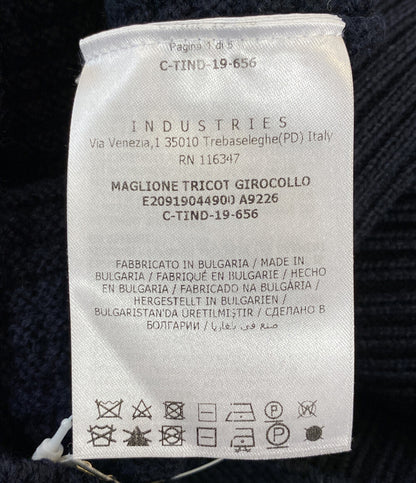 Pagina 1 di 5
C-TIND-19-656
INDUSTRIES
Via Venezia,1 35010 Trebaseleghe(PD) Italy
RN 116347
MAGLIONE TRICOT GIROCOLLO
E20919044900 A9226
C-TIND-19-656
FABBRICATO IN BULGARIA / MADE IN
BULGARIA / FABRIQUÉ EN BULGARIE / HECHO
EN BULGARIA / FABRICADO NA BULGÁRIA /
HERGESTELLT IN BULGARIEN /
BULGARISTAN'DA ÜRETILMIŞTIR / СДЕЛАНО В
БОЛГАРИИ / صنع في بلغاريا
P W
P